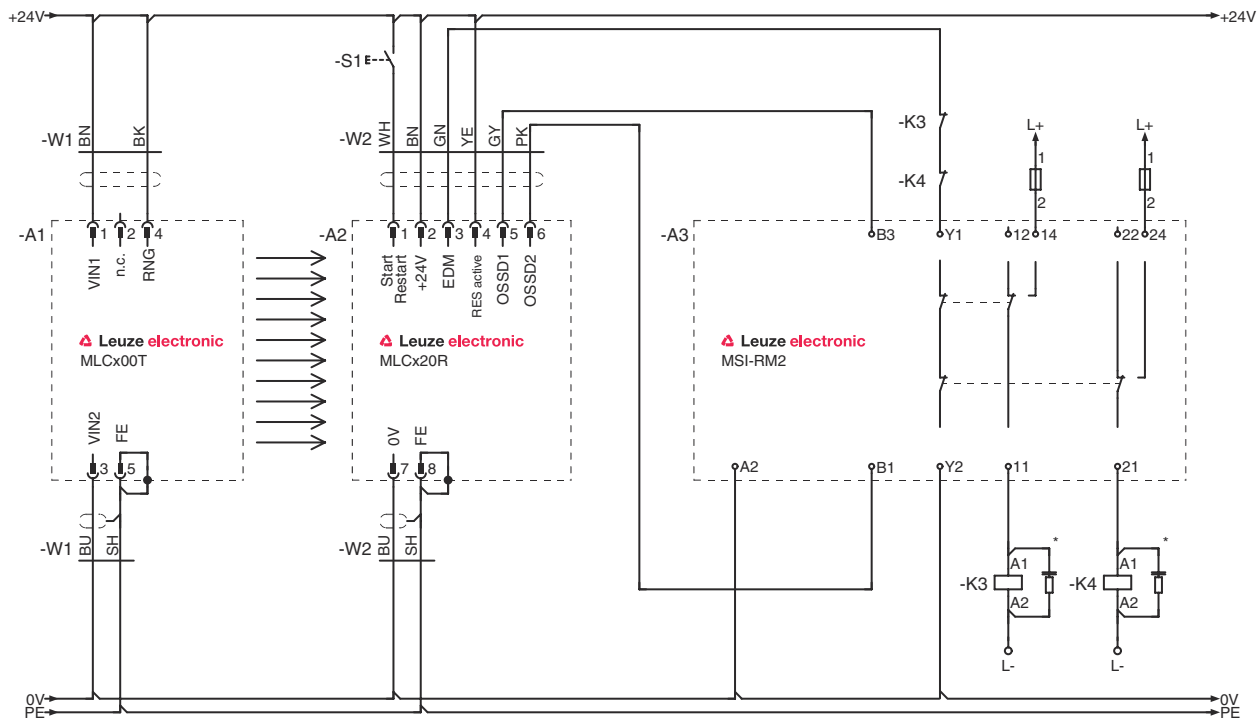 +24V
+24V
-S1
-W1
BN
BK
-W2
WH
BN
GN
YE
GY
PK
-K3
-K4
L+
1
2
L+
1
2
-A1
1
2
4
VIN1
n.c.
RNG
-A2
1
2
3
4
5
6
Start
Restart
+24V
EDM
RES active
OSSD1
OSSD2
-A3
B3
Y1
12
14
22
24
Leuze electronic
MLCx00T
Leuze electronic
MLCx20R
Leuze electronic
MSI-RM2
VIN2
FE
3
5
0V
FE
7
8
A2
B1
Y2
11
21
-W1
BU
SH
-W2
BU
SH
-K3
A1
A2
*
-K4
A1
A2
*
L-
L-
0V
0V
PE
PE